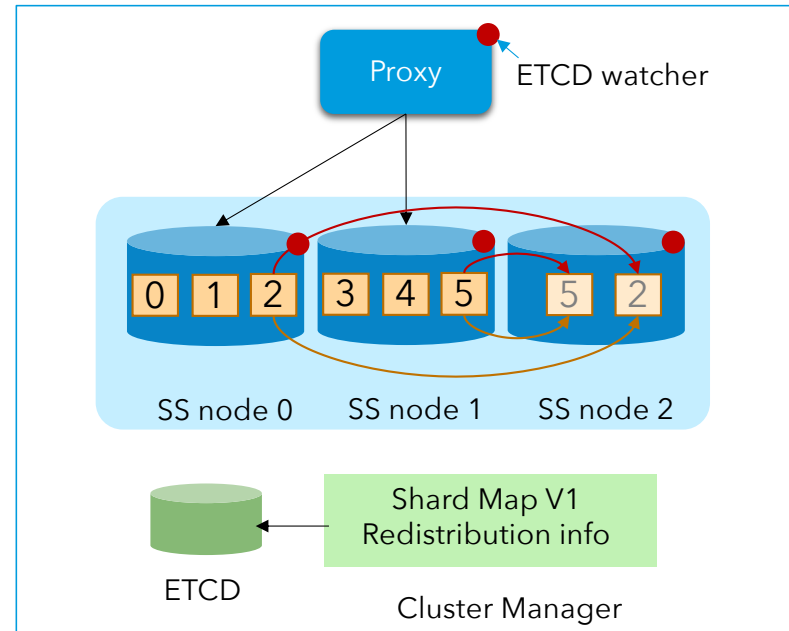 Proxy
ETCD watcher
0 1 2 3 4 5 5 2
SS node 0 SS node 1 SS node 2
Shard Map V1
Redistribution info
ETCD
Cluster Manager